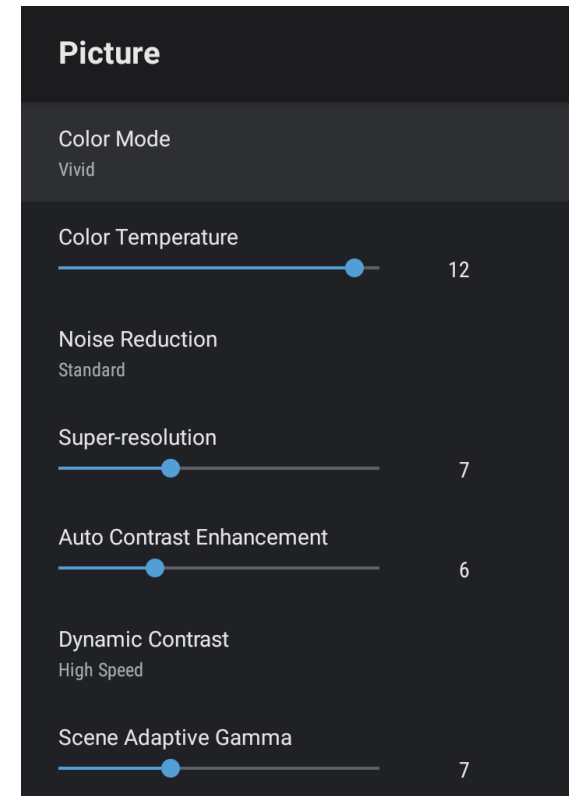 Picture
Color Mode
Vivid
Color Temperature
12
Noise Reduction
Standard
Super-resolution
7
Auto Contrast Enhancement
6
Dynamic Contrast
High Speed
Scene Adaptive Gamma
7